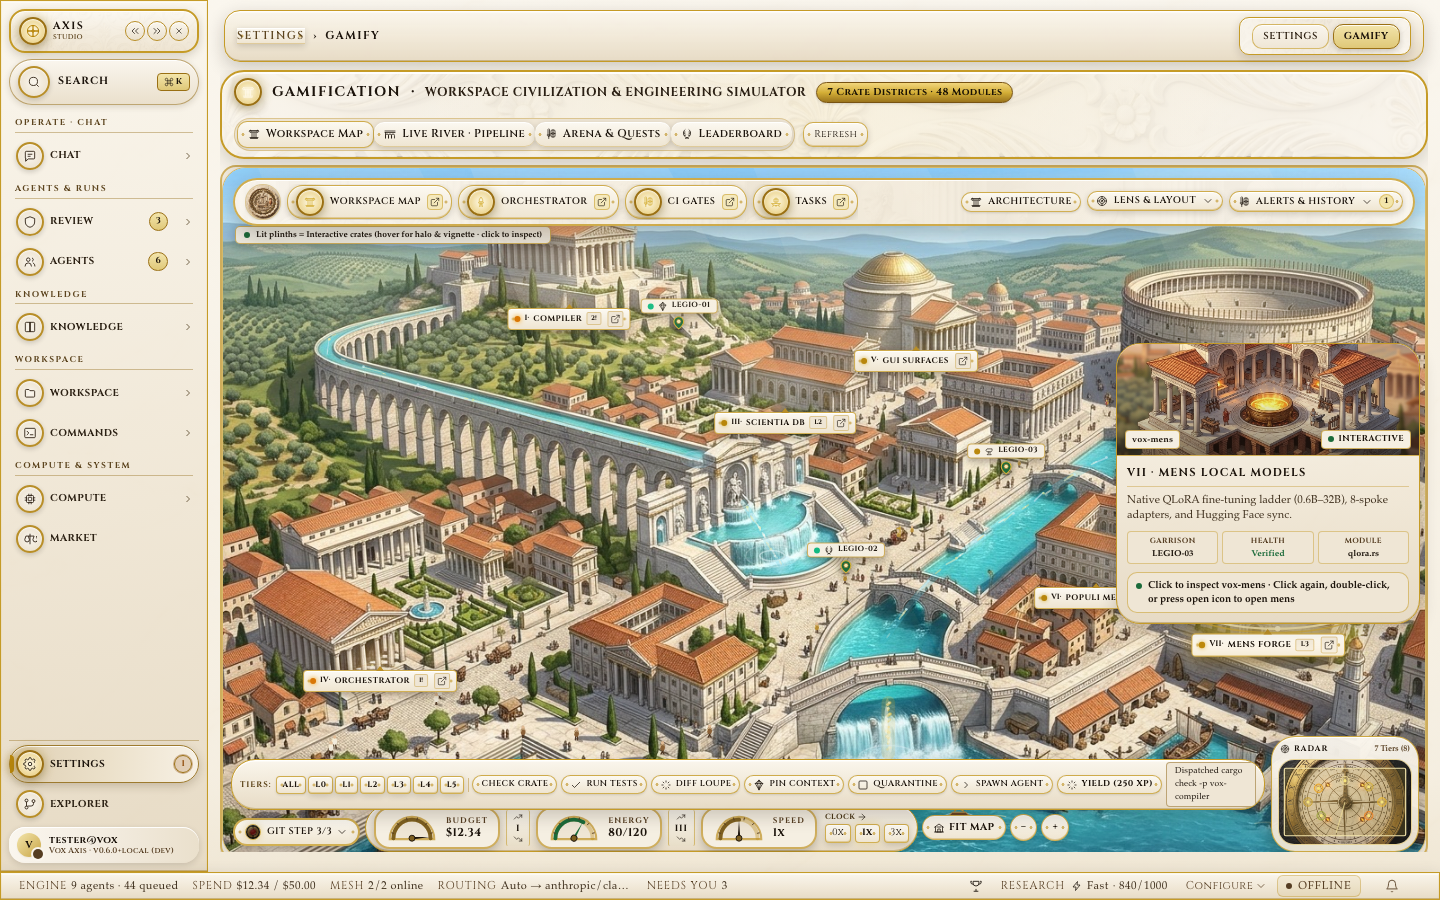 AXIS
STUDIO
SEARCH
⌘K
OPERATE · CHAT
CHAT
AGENTS & RUNS
REVIEW 3
AGENTS 6
KNOWLEDGE
KNOWLEDGE
WORKSPACE
WORKSPACE
COMMANDS
COMPUTE & SYSTEM
COMPUTE
MARKET
SETTINGS 1
EXPLORER
V
TESTER@VOX
VOX AXIS · V0.6.0+LOCAL (DEV)
SETTINGS › GAMIFY
SETTINGS GAMIFY
GAMIFICATION · WORKSPACE CIVILIZATION & ENGINEERING SIMULATOR 7 CRATE DISTRICTS · 48 MODULES
WORKSPACE MAP LIVE RIVER · PIPELINE ARENA & QUESTS LEADERBOARD REFRESH
WORKSPACE MAP ORCHESTRATOR CI GATES TASKS ARCHITECTURE LENS & LAYOUT ALERTS & HISTORY 1
Lit plinths = Interactive crates (hover for halo & vignette · click to inspect)
LEGIO-01
I· COMPILER 2!
V· GUI SURFACES
III· SCIENTIA DB L2
LEGIO-03
LEGIO-02
VI· POPULI ME
IV· ORCHESTRATOR 1!
vox-mens INTERACTIVE
VII · MENS LOCAL MODELS
Native QLoRA fine-tuning ladder (0.6B–32B), 8-spoke
adapters, and Hugging Face sync.
GARRISON HEALTH MODULE
LEGIO-03 Verified qlora.rs
Click to inspect vox-mens · Click again, double-click,
or press open icon to open mens
VII· MENS FORGE L3
RADAR 7 Tiers (8)
TIERS: ALL L0 L1 L2 L3 L4 L5 CHECK CRATE RUN TESTS DIFF LOUPE PIN CONTEXT QUARANTINE SPAWN AGENT YIELD (250 XP)
Dispatched cargo
check -p vox-
compiler
GIT STEP 3/3
BUDGET
$12.34
I
ENERGY
80/120
III
SPEED
1X
CLOCK →
0X 1X 3X
FIT MAP − +
ENGINE 9 agents · 44 queued SPEND $12.34 / $50.00 MESH 2/2 online ROUTING Auto → anthropic/cla… NEEDS YOU 3 RESEARCH Fast · 840/1000 CONFIGURE OFFLINE